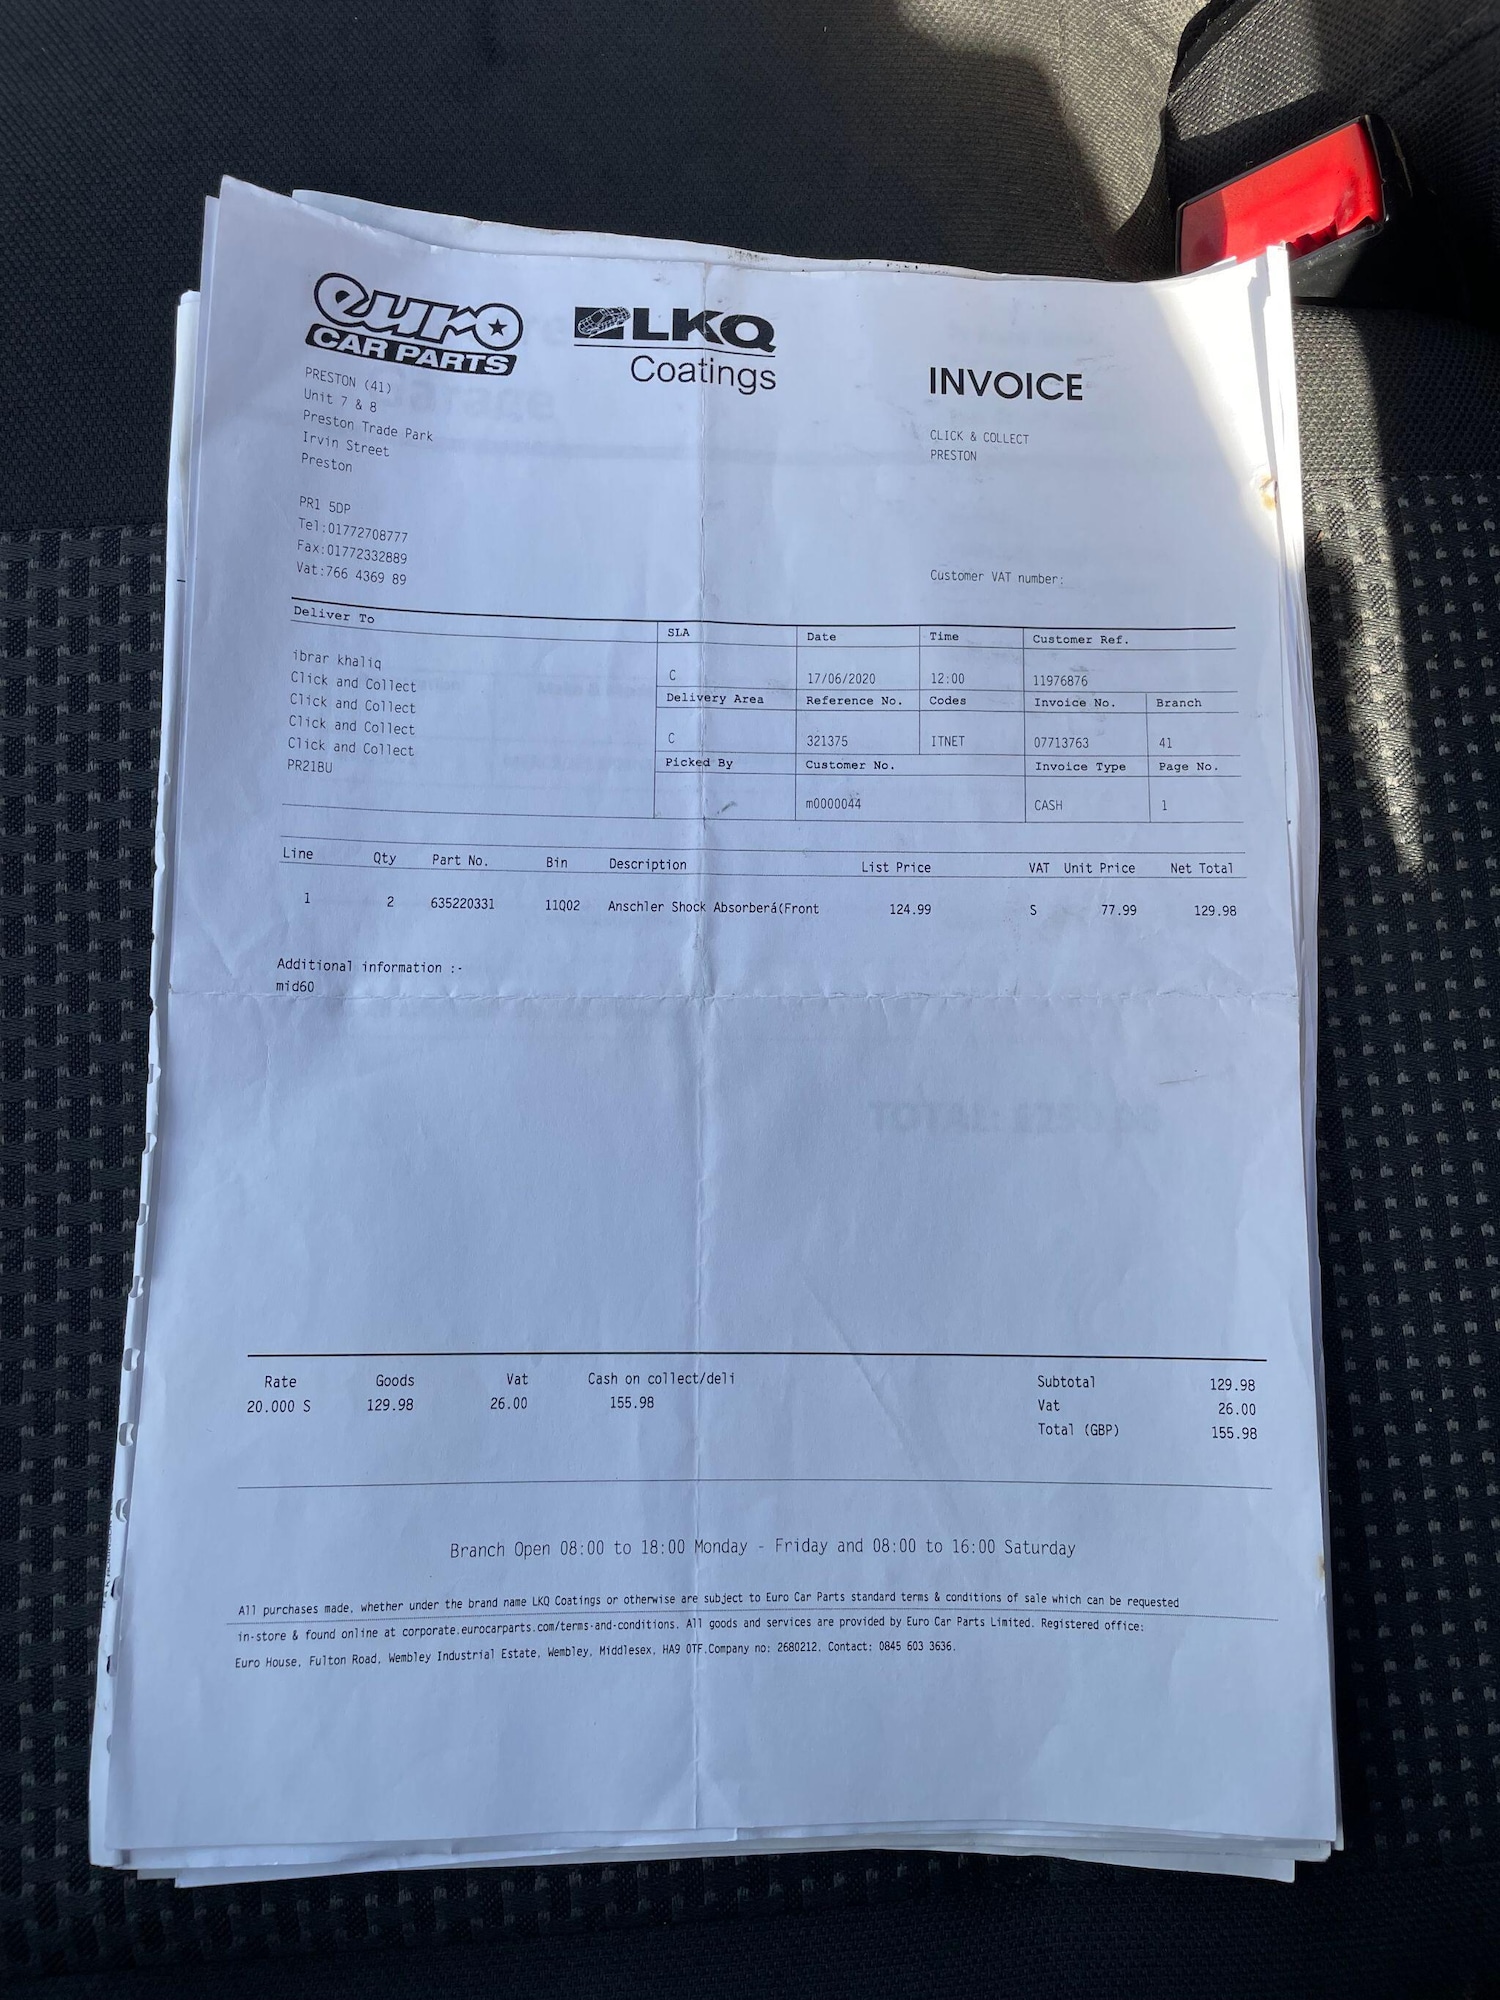 euro
CAR PARTS
LKQ
Coatings
INVOICE
PRESTON (41)
Unit 7 & 8
Preston Trade Park
Irvin Street
Preston
PR1 5DP
Tel:01772708777
Fax:01772332889
Vat:766 4369 89
CLICK & COLLECT
PRESTON
Customer VAT number:
Deliver To
ibrar khaliq
Click and Collect
Click and Collect
Click and Collect
Click and Collect
PR21BU
SLA Date Time Customer Ref.
C 17/06/2020 12:00 11976876
Delivery Area Reference No. Codes Invoice No. Branch
C 321375 ITNET 07713763 41
Picked By Customer No. Invoice Type Page No.
m0000044 CASH 1
Line Qty Part No. Bin Description List Price VAT Unit Price Net Total
1 2 635220331 11Q02 Anschler Shock Absorberá(Front 124.99 S 77.99 129.98
Additional information :-
mid60
Rate Goods Vat Cash on collect/deli Subtotal 129.98
20.000 S 129.98 26.00 155.98 Vat 26.00
Total (GBP) 155.98
Branch Open 08:00 to 18:00 Monday - Friday and 08:00 to 16:00 Saturday
All purchases made, whether under the brand name LKQ Coatings or otherwise are subject to Euro Car Parts standard terms & conditions of sale which can be requested
in-store & found online at corporate.eurocarparts.com/terms-and-conditions. All goods and services are provided by Euro Car Parts Limited. Registered office:
Euro House, Fulton Road, Wembley Industrial Estate, Wembley, Middlesex, HA9 0TF.Company no: 2680212. Contact: 0845 603 3636.